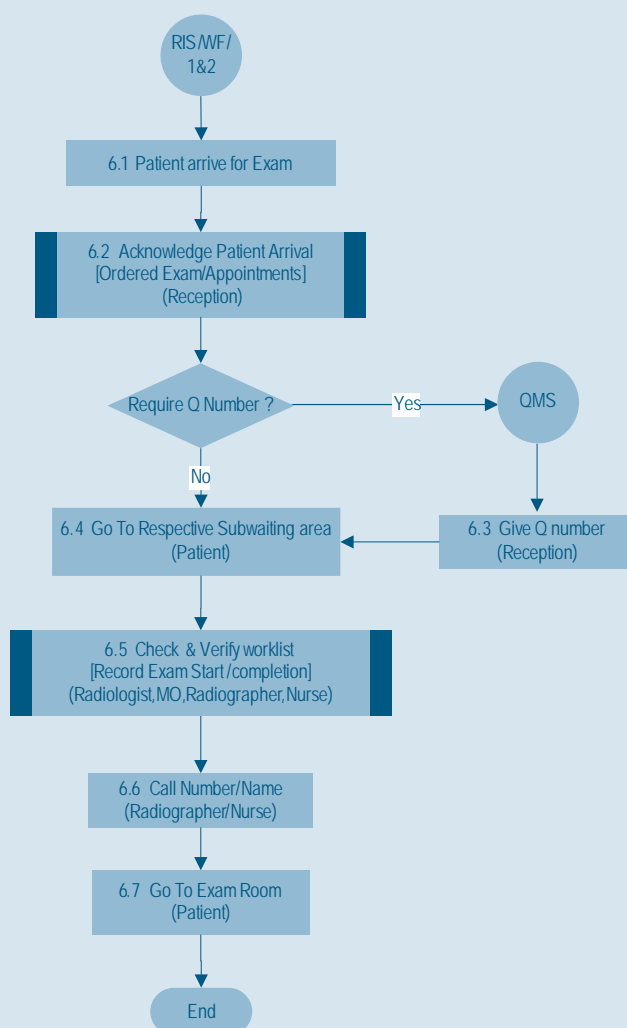 RIS/WF/
1&2
6.1 Patient arrive for Exam
6.2 Acknowledge Patient Arrival
[Ordered Exam/Appointments]
(Reception)
Require Q Number ?
Yes
QMS
No
6.3 Give Q number
(Reception)
6.4 Go To Respective Subwaiting area
(Patient)
6.5 Check & Verify worklist
[Record Exam Start /completion]
(Radiologist,MO,Radiographer,Nurse)
6.6 Call Number/Name
(Radiographer/Nurse)
6.7 Go To Exam Room
(Patient)
End